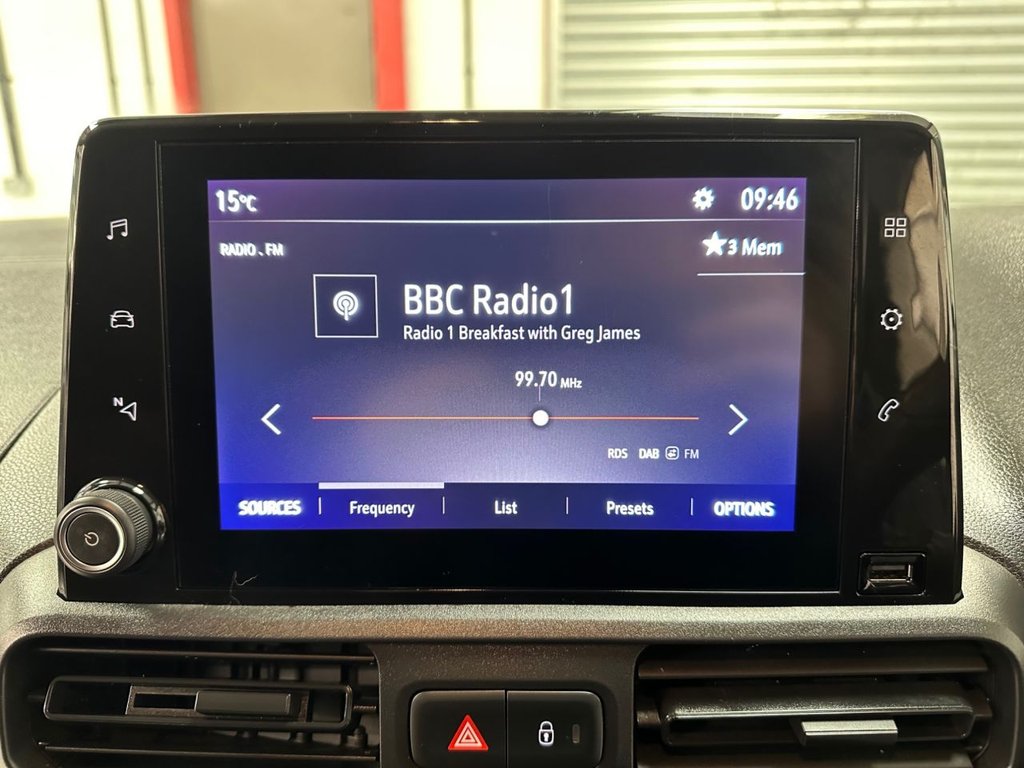 15°C
09:46
RADIO . FM
★3 Mem
BBC Radio1
Radio 1 Breakfast with Greg James
99.70 MHz
RDS DAB FM
SOURCES Frequency List Presets OPTIONS
N